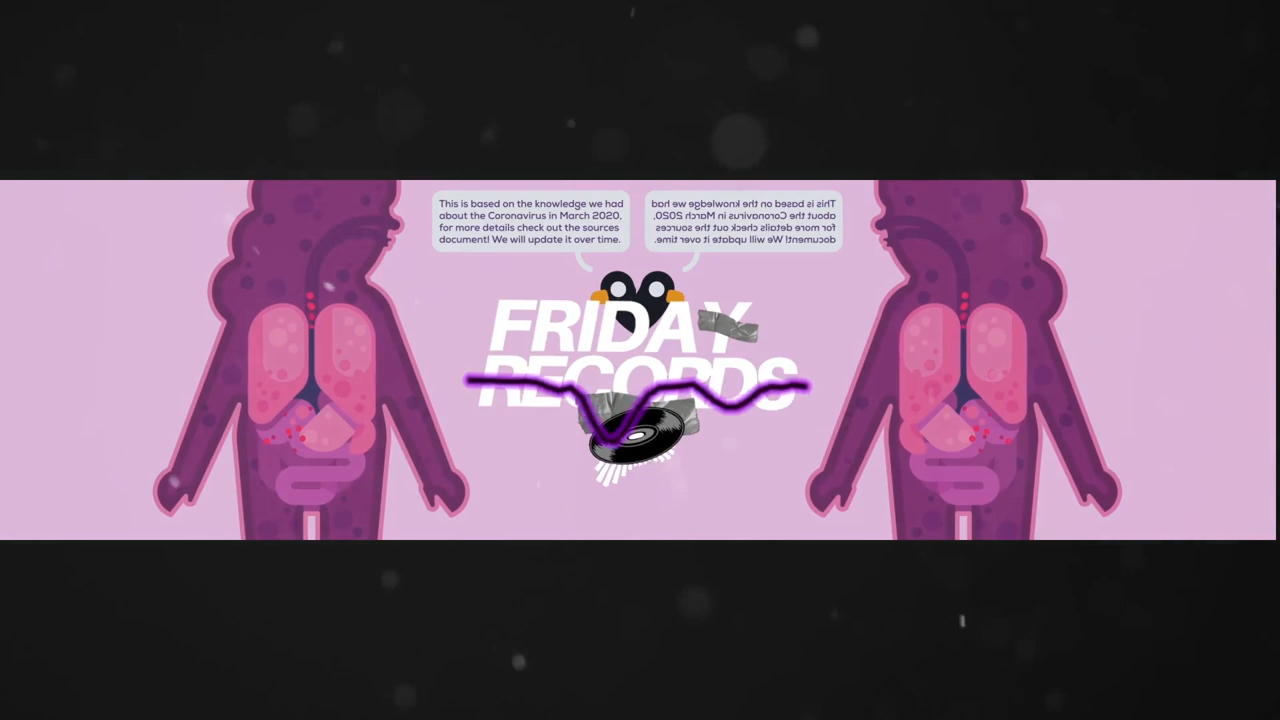 This is based on the knowledge we had
about the Coronavirus in March 2020,
for more details check out the sources
document! We will update it over time.
This is based on the knowledge we had
about the Coronavirus in March 2020,
for more details check out the sources
document! We will update it over time.
FRIDAY
RECORDS